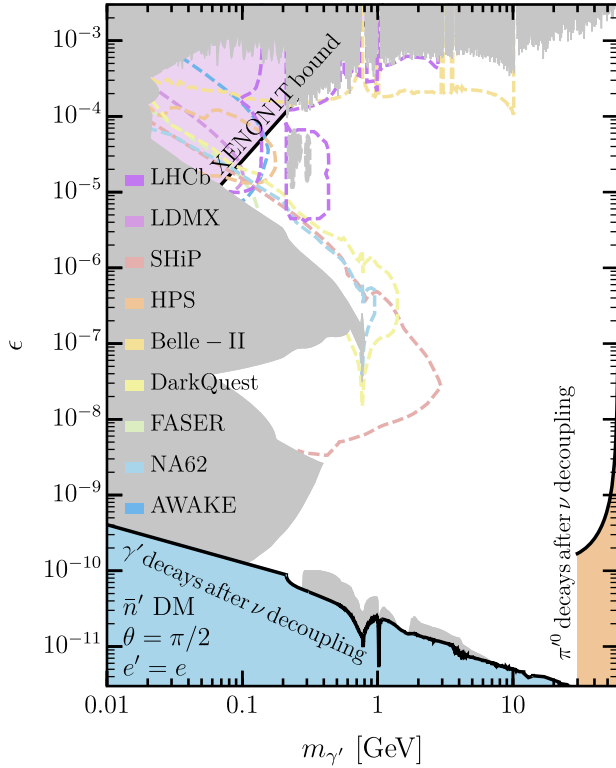 10⁻³
10⁻⁴
10⁻⁵
10⁻⁶
10⁻⁷
10⁻⁸
10⁻⁹
10⁻¹⁰
10⁻¹¹
ϵ
XENON1T bound
LHCb
LDMX
SHiP
HPS
Belle − II
DarkQuest
FASER
NA62
AWAKE
γ′ decays after ν decoupling
n̄′ DM
θ = π/2
e′ = e
π′⁰ decays after ν decoupling
0.01
0.1
1
10
m_γ′ [GeV]